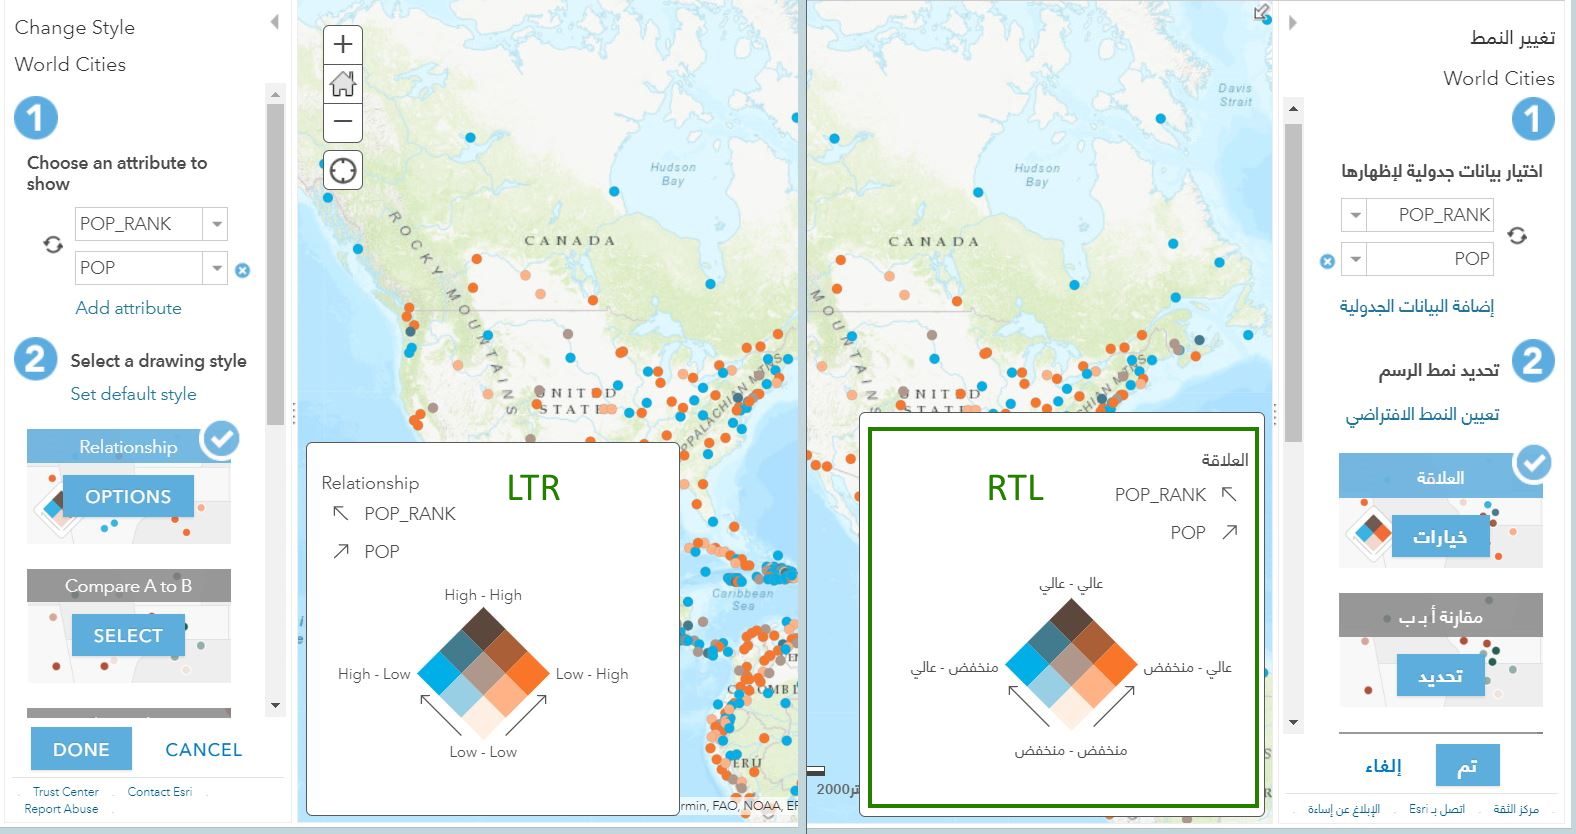 Change Style
World Cities
1
Choose an attribute to
show
POP_RANK
POP
Add attribute
2
Select a drawing style
Set default style
Relationship
OPTIONS
Compare A to B
SELECT
DONE
CANCEL
Trust Center
Contact Esri
Report Abuse
Hudson
Bay
ROCKY MOUNTAINS
CANADA
UNITED
STATES
APPALACHIAN MTS
Caribbean
Sea
Relationship
LTR
POP_RANK
POP
High - High
High - Low
Low - High
Low - Low
rmin, FAO, NOAA, EP
Davis
Strait
Hudson
Bay
CANADA
MOUNTAINS
UNITED
STATES
العلاقة
RTL
POP_RANK
POP
عالي - عالي
منخفض - عالي
عالي - منخفض
منخفض - منخفض
2000
تغيير النمط
World Cities
1
اختيار بيانات جدولية لإظهارها
POP_RANK
POP
إضافة البيانات الجدولية
2
تحديد نمط الرسم
تعيين النمط الافتراضي
العلاقة
خيارات
مقارنة أ بـ ب
تحديد
تم
إلغاء
مركز الثقة
اتصل بـ Esri
الإبلاغ عن إساءة